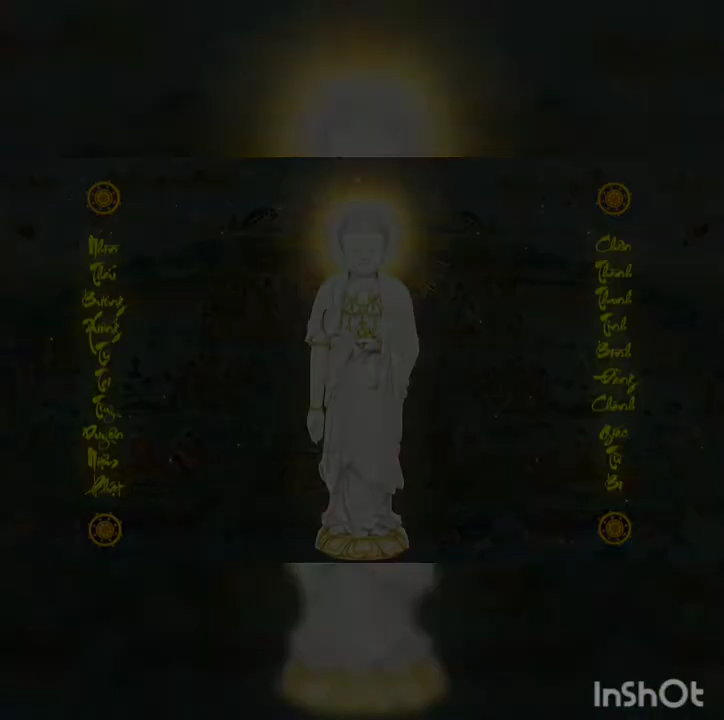 Nhìn
Thấu
Buông
Xuống
Tự
Tại
Tùy
Duyên
Niệm
Phật
Chân
Thành
Thanh
Tịnh
Bình
Đẳng
Chánh
Giác
Từ
Bi
InShOt